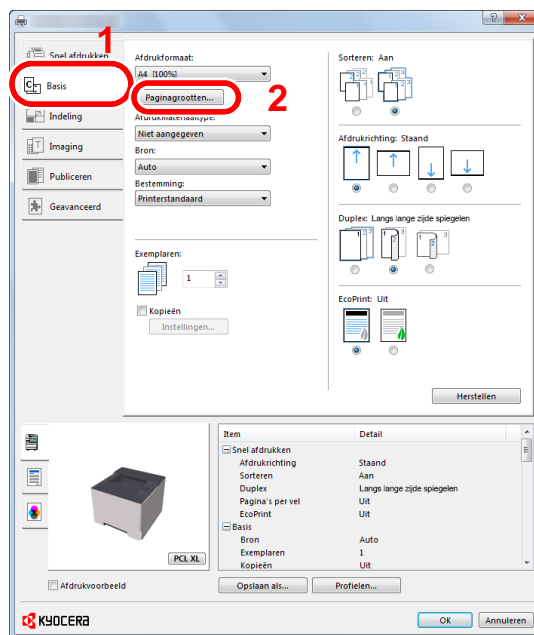 1
Snel afdrukken
Basis
Indeling
Imaging
Publiceren
Geavanceerd
Afdrukformaat:
A4 [100%]
Paginagrootten...
2
Afdrukmateriaaltype:
Niet aangegeven
Bron:
Auto
Bestemming:
Printerstandaard
Exemplaren:
1
Kopieën
Instellingen...
Sorteren: Aan
Afdrukrichting: Staand
Duplex: Langs lange zijde spiegelen
EcoPrint: Uit
Herstellen
PCL XL
Afdrukvoorbeeld
Item Detail
Snel afdrukken
Afdrukrichting Staand
Sorteren Aan
Duplex Langs lange zijde spiegelen
Pagina's per vel Uit
EcoPrint Uit
Basis
Bron Auto
Exemplaren 1
Kopieën Uit
Opslaan als... Profielen...
KYOCERA
OK Annuleren